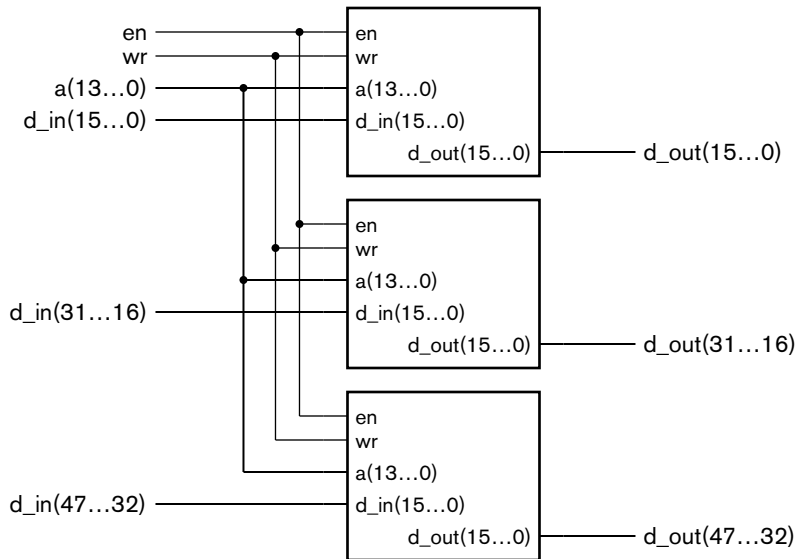 en
en
wr
wr
a(13…0)
a(13…0)
d_in(15…0)
d_in(15…0)
d_out(15…0)
d_out(15…0)
en
wr
a(13…0)
d_in(31…16)
d_in(15…0)
d_out(15…0)
d_out(31…16)
en
wr
a(13…0)
d_in(47…32)
d_in(15…0)
d_out(15…0)
d_out(47…32)